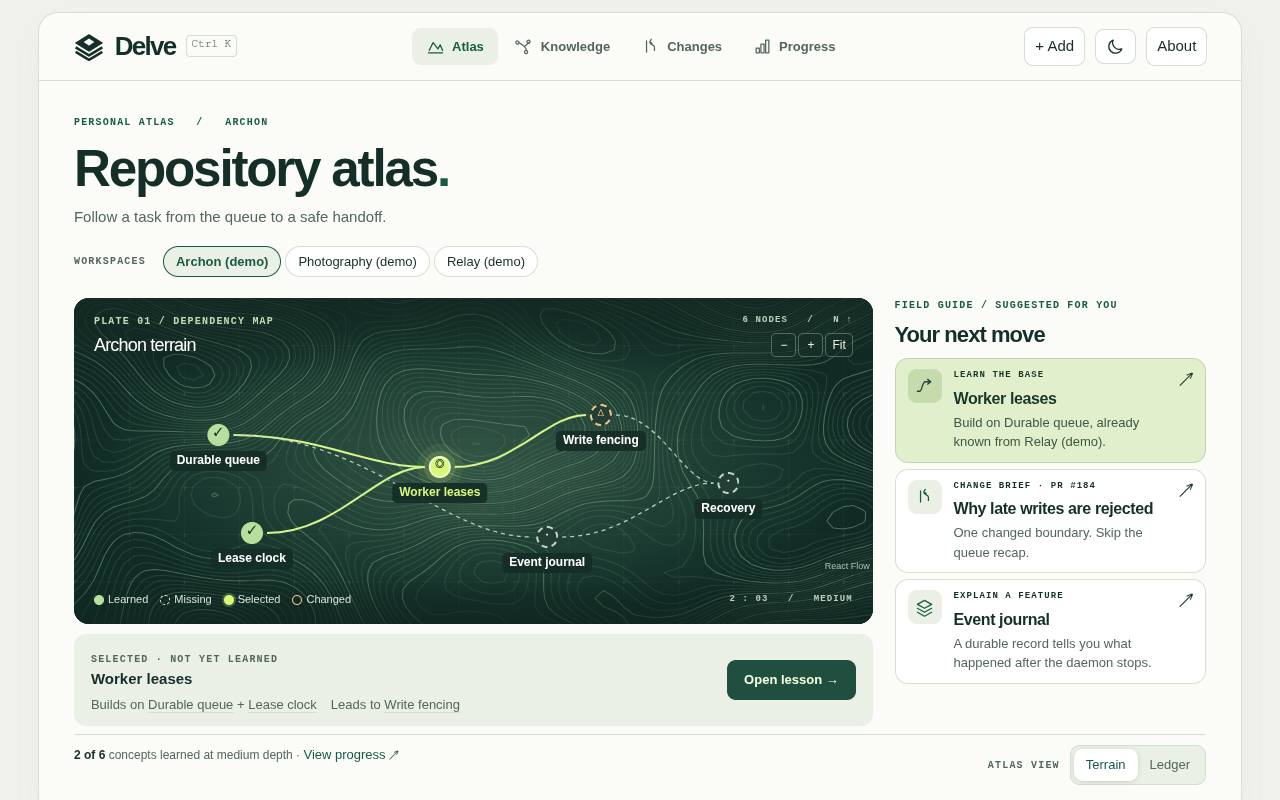 Delve
Ctrl K
Atlas
Knowledge
Changes
Progress
+ Add
About
PERSONAL ATLAS / ARCHON
Repository atlas.
Follow a task from the queue to a safe handoff.
WORKSPACES
Archon (demo)
Photography (demo)
Relay (demo)
PLATE 01 / DEPENDENCY MAP
Archon terrain
6 NODES / N ↑
− + Fit
Durable queue
Worker leases
Write fencing
Recovery
Lease clock
Event journal
React Flow
Learned
Missing
Selected
Changed
2 : 03 / MEDIUM
SELECTED · NOT YET LEARNED
Worker leases
Builds on Durable queue + Lease clock Leads to Write fencing
Open lesson →
FIELD GUIDE / SUGGESTED FOR YOU
Your next move
LEARN THE BASE
Worker leases
Build on Durable queue, already
known from Relay (demo).
CHANGE BRIEF · PR #184
Why late writes are rejected
One changed boundary. Skip the
queue recap.
EXPLAIN A FEATURE
Event journal
A durable record tells you what
happened after the daemon stops.
2 of 6 concepts learned at medium depth · View progress
ATLAS VIEW
Terrain
Ledger